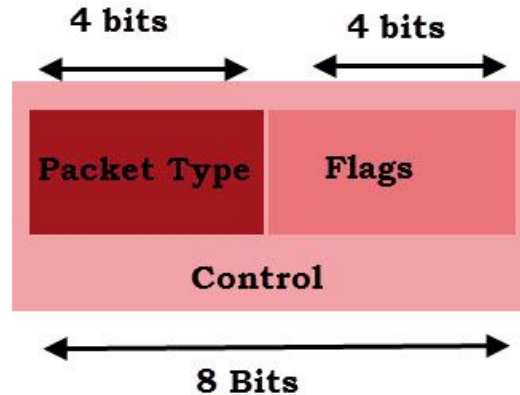 4 bits
4 bits
Packet Type
Flags
Control
8 Bits